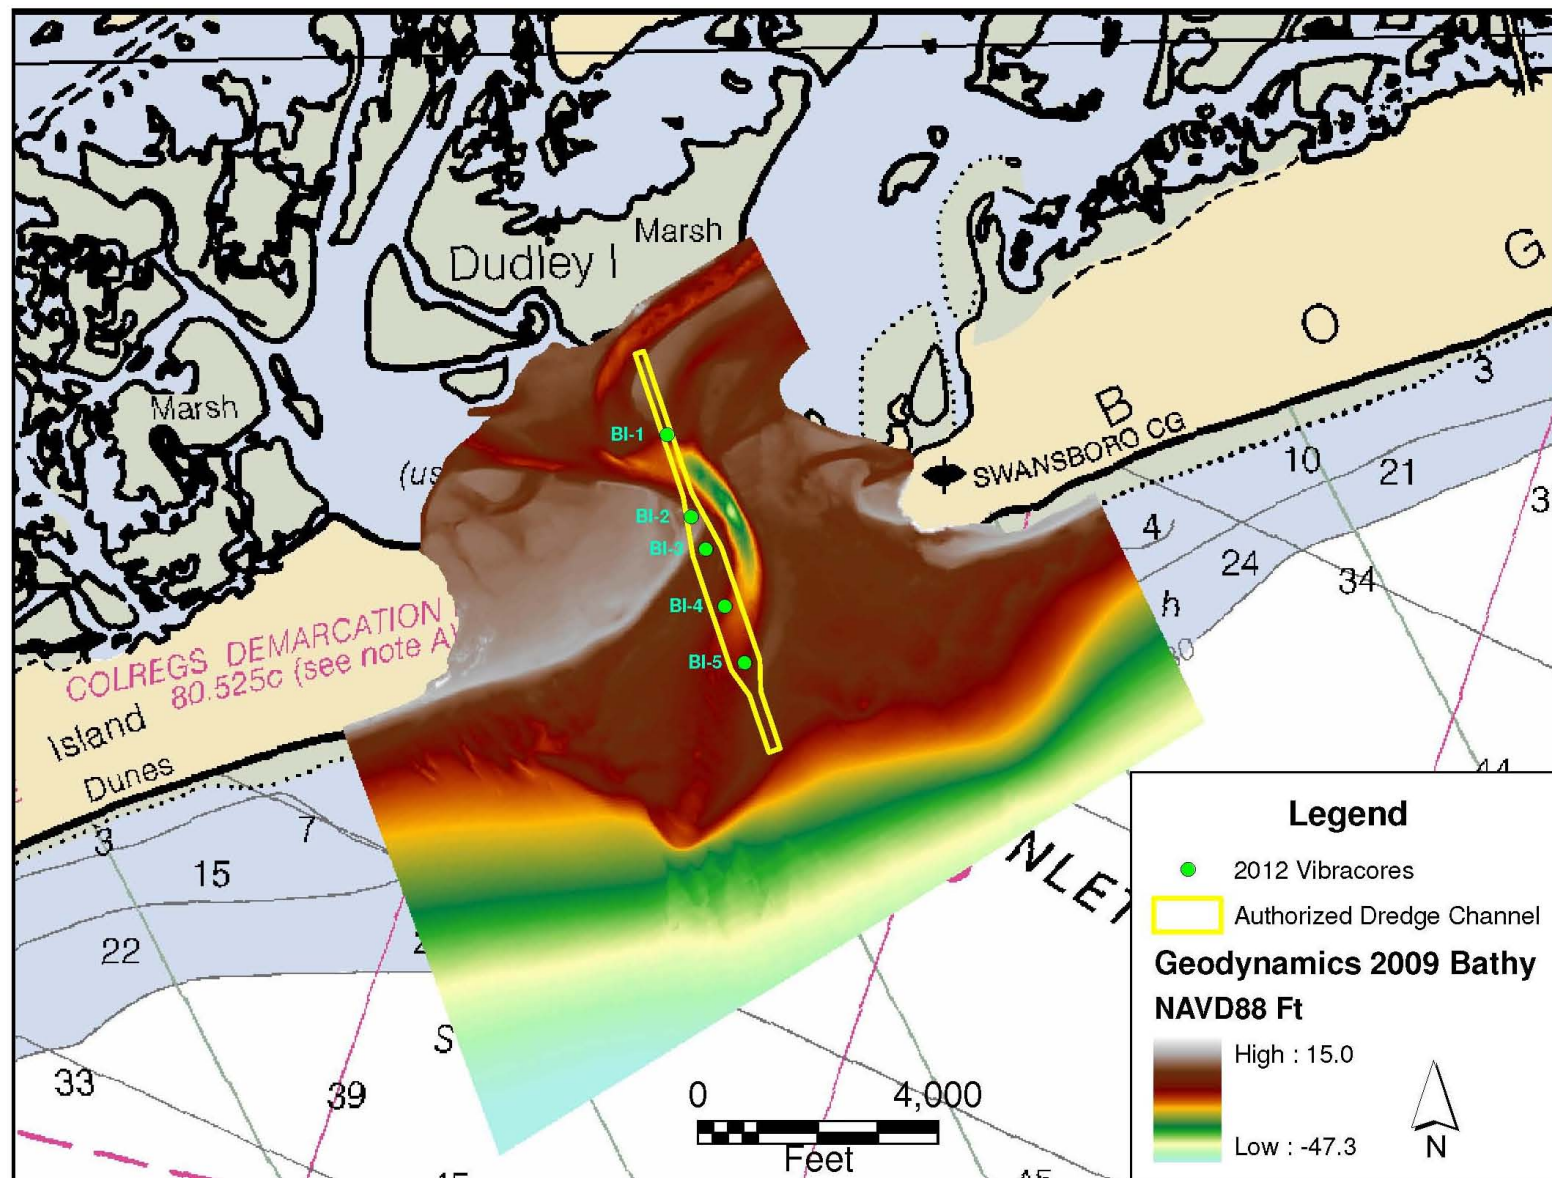 Marsh
Dudley I
G
O
B
3
SWANSBORO CG
Marsh
(us
BI-1
10
21
3
BI-2
4
BI-3
24
34
BI-4
h
COLREGS DEMARCATION
80.525c (see note A)
BI-5
Island
Dunes
44
3
7
15
NLET
22
2
S
33
39
0 4,000
Feet
Legend
2012 Vibracores
Authorized Dredge Channel
Geodynamics 2009 Bathy
NAVD88 Ft
High : 15.0
Low : -47.3
N